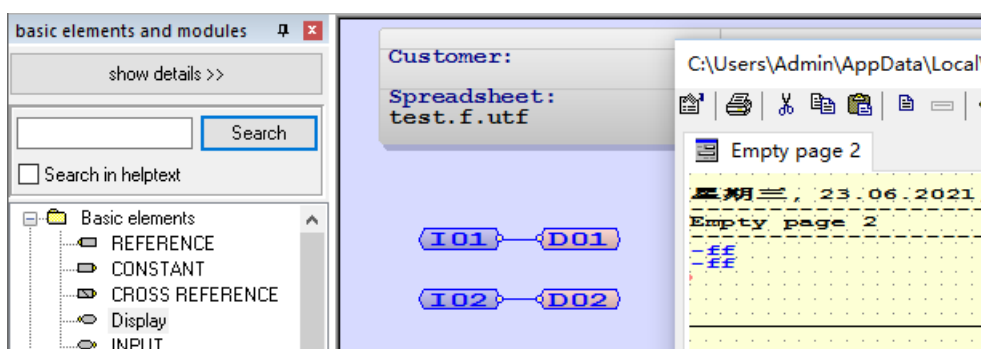 basic elements and modules
show details >>
Search
Search in helptext
Basic elements
REFERENCE
CONSTANT
CROSS REFERENCE
Display
INPUT
Customer:
Spreadsheet:
test.f.utf
I01
D01
I02
D02
C:\Users\Admin\AppData\Local\
Empty page 2
星期三, 23.06.2021
Empty page 2
-ff
-ff